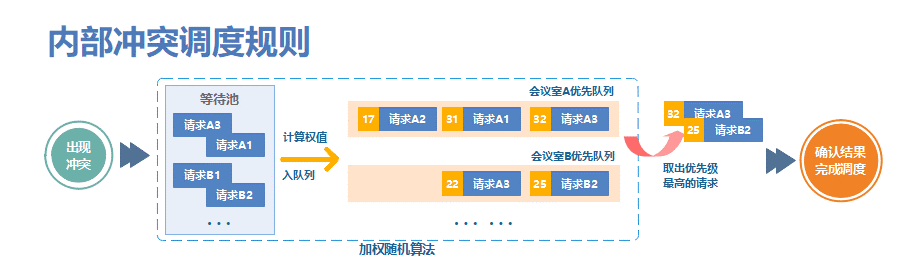 内部冲突调度规则
出现
冲突
等待池
请求A3
请求A1
请求B1
请求B2
...
计算权值
入队列
会议室A优先队列
17 请求A2 31 请求A1 32 请求A3
会议室B优先队列
22 请求A3 25 请求B2
... ...
加权随机算法
32 请求A3
25 请求B2
取出优先极
最高的请求
确认结果
完成调度